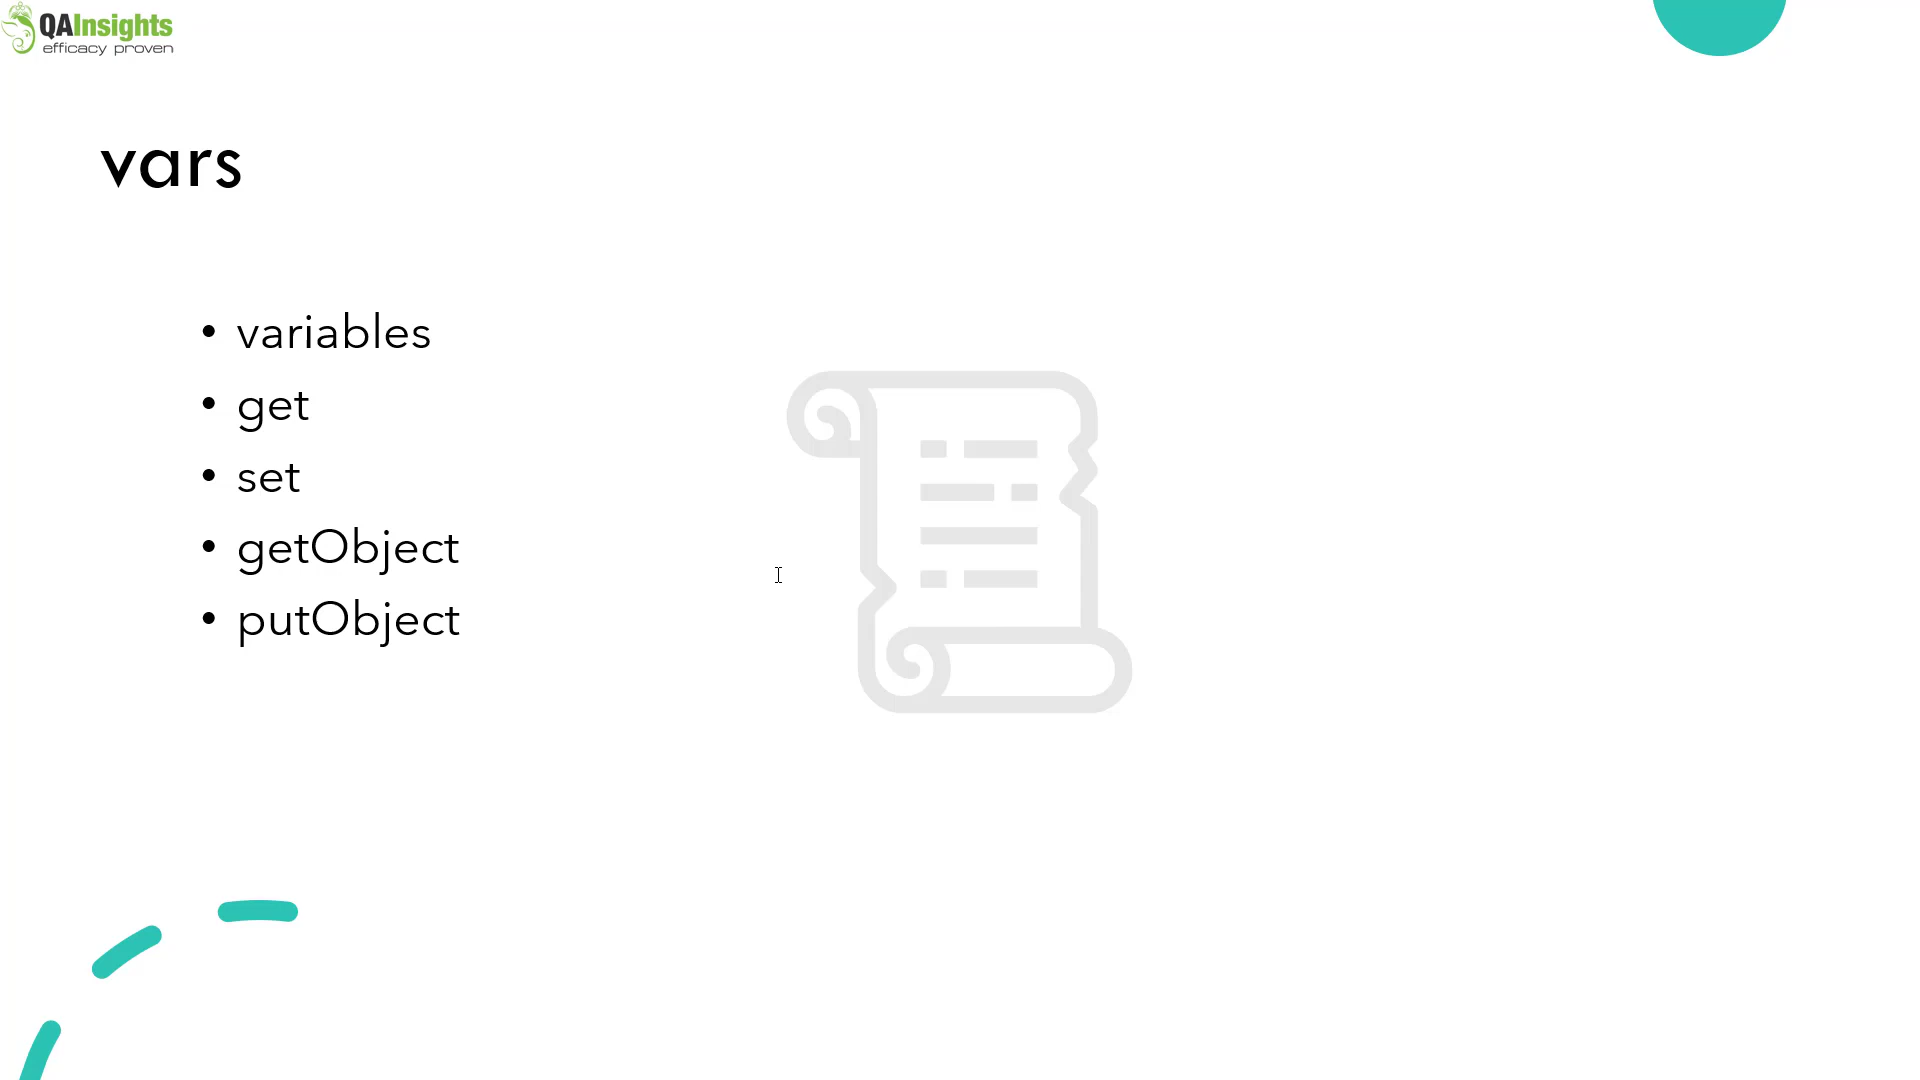 QAInsights
efficacy proven
vars
• variables
• get
• set
• getObject
• putObject